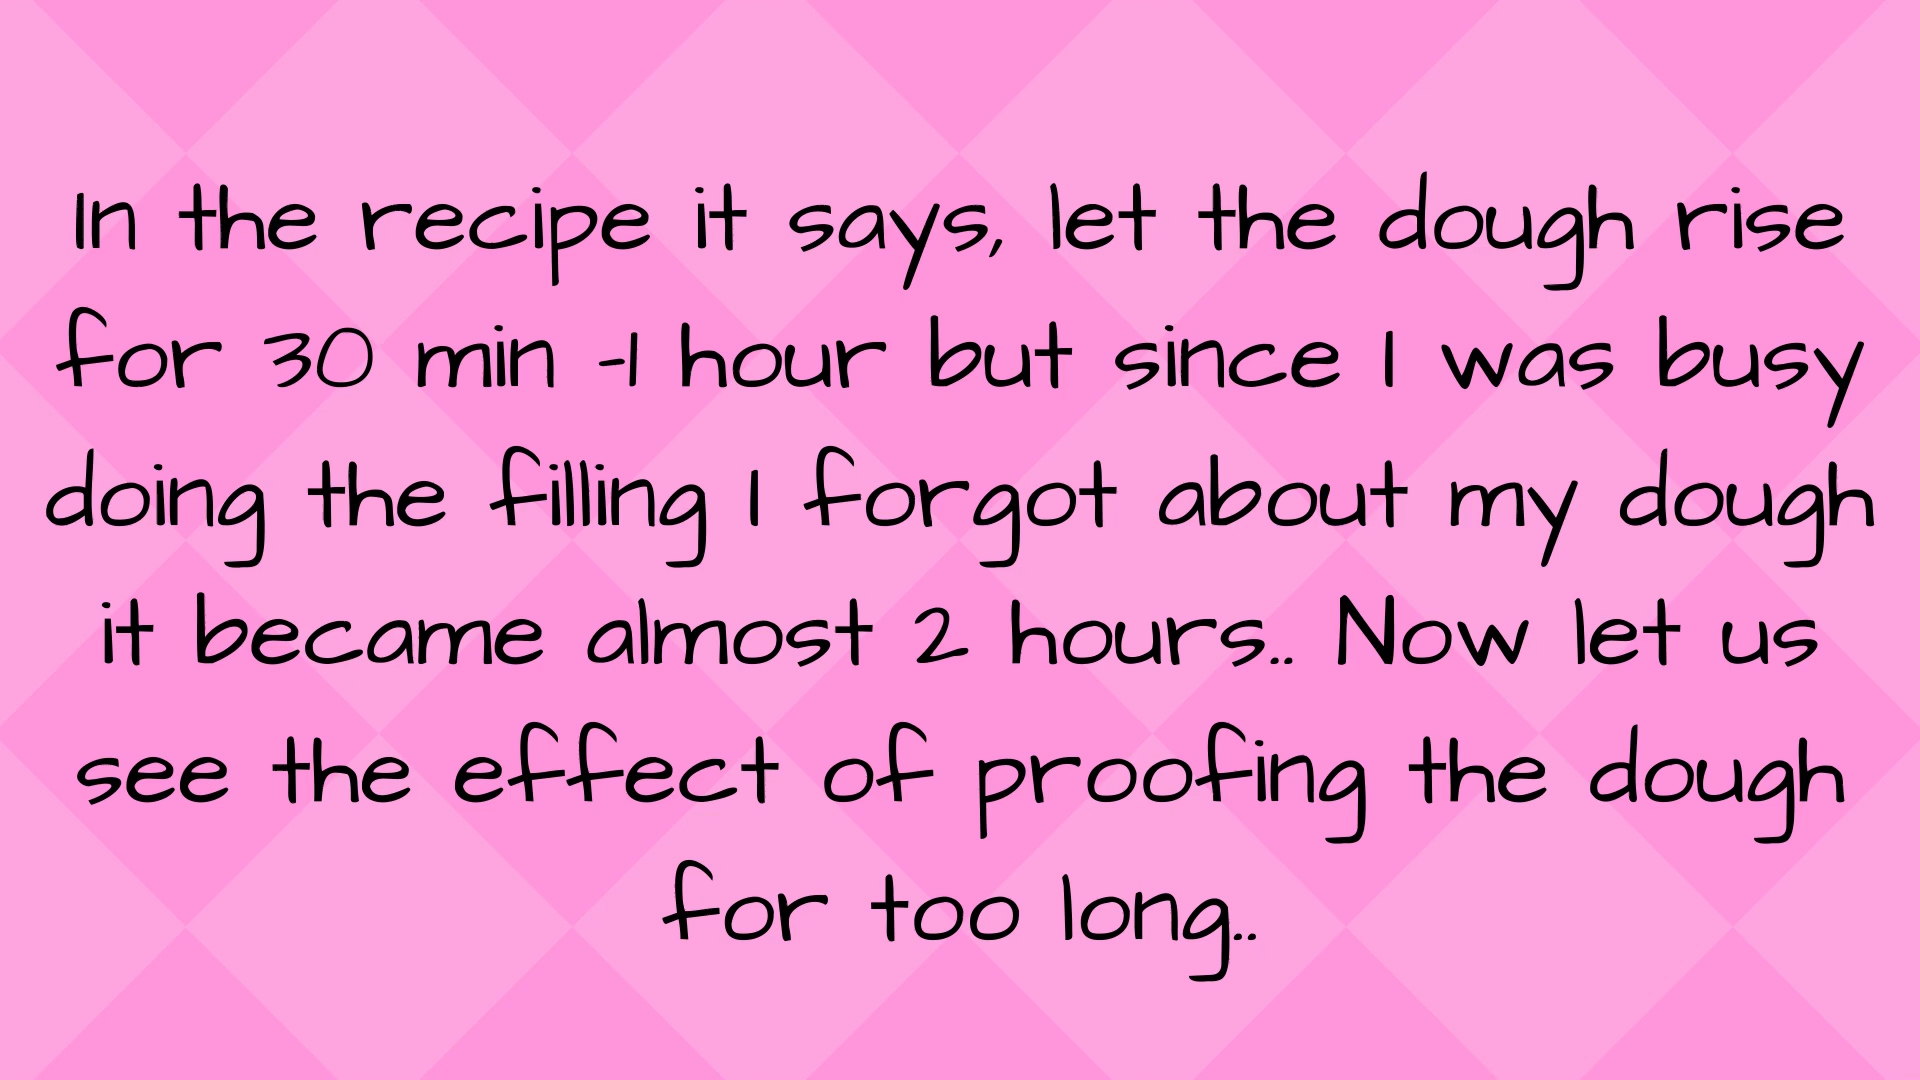 In the recipe it says, let the dough rise
for 30 min -1 hour but since I was busy
doing the filling I forgot about my dough
it became almost 2 hours.. Now let us
see the effect of proofing the dough
for too long..